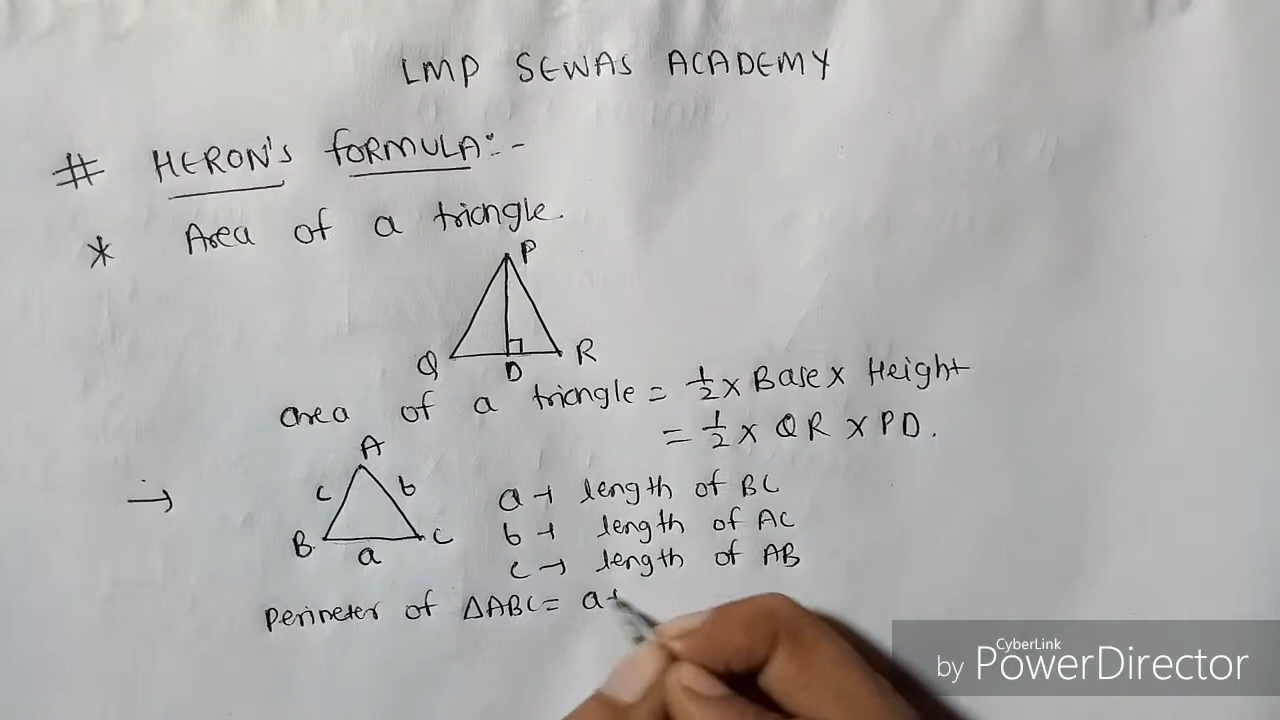 LMP SEWAS ACADEMY
# HERON'S FORMULA:-
* Area of a triangle.
P
Q D R
area of a triangle = 1/2 x Base x Height
= 1/2 x QR x PD.
→ A
c b
B a C
a → length of BC
b → length of AC
c → length of AB
Perimeter of ΔABC = a+
CyberLink
by PowerDirector